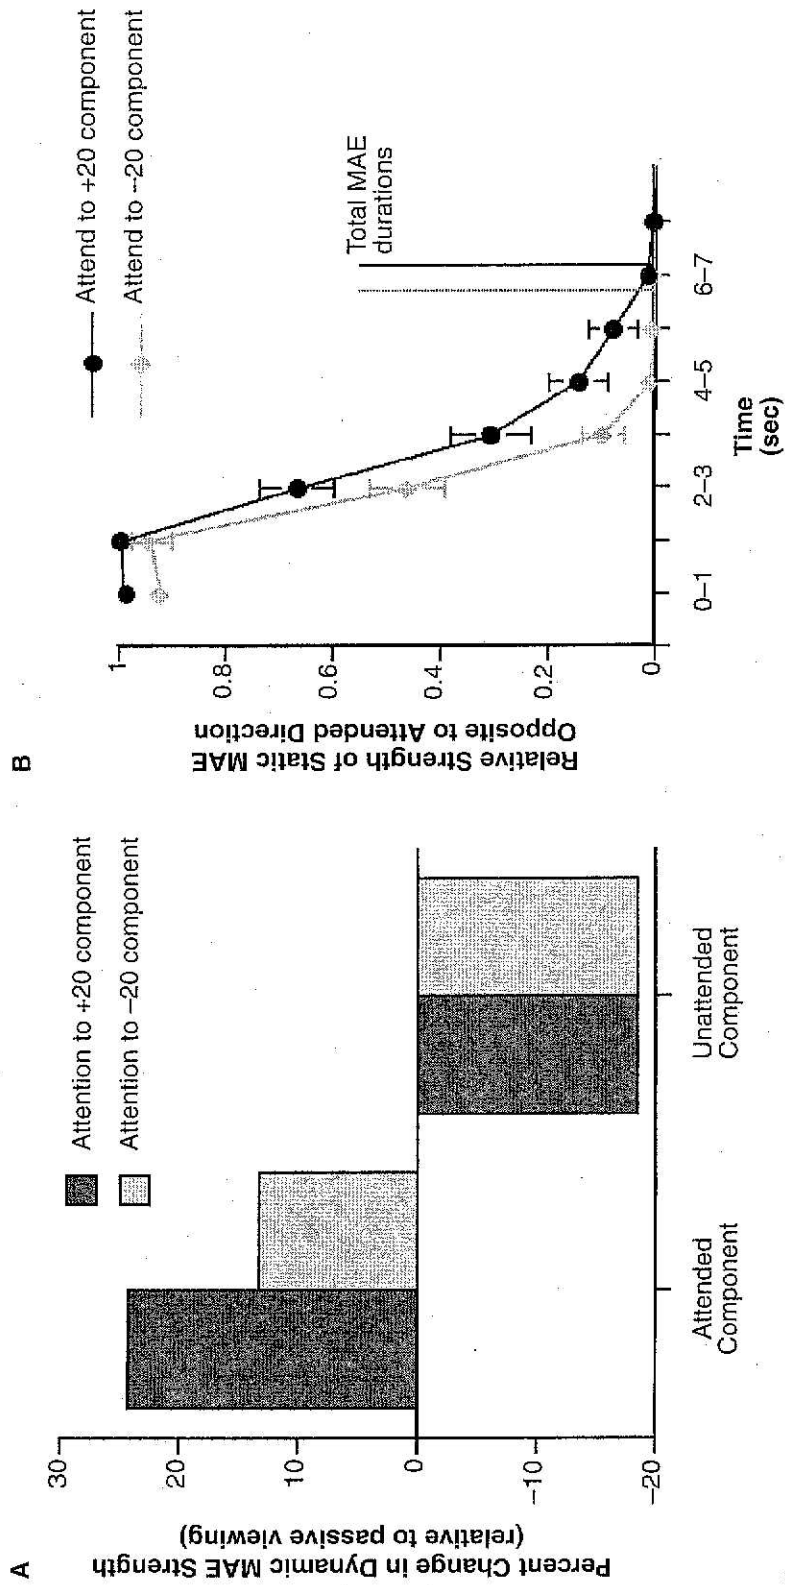 A
Percent Change in Dynamic MAE Strength
(relative to passive viewing)
30
20
10
0
−10
−20
Attention to +20 component
Attention to −20 component
Attended
Component
Unattended
Component
B
Relative Strength of Static MAE
Opposite to Attended Direction
1
0.8
0.6
0.4
0.2
0
Attend to +20 component
Attend to −20 component
Total MAE
durations
0–1
2–3
4–5
6–7
Time
(sec)